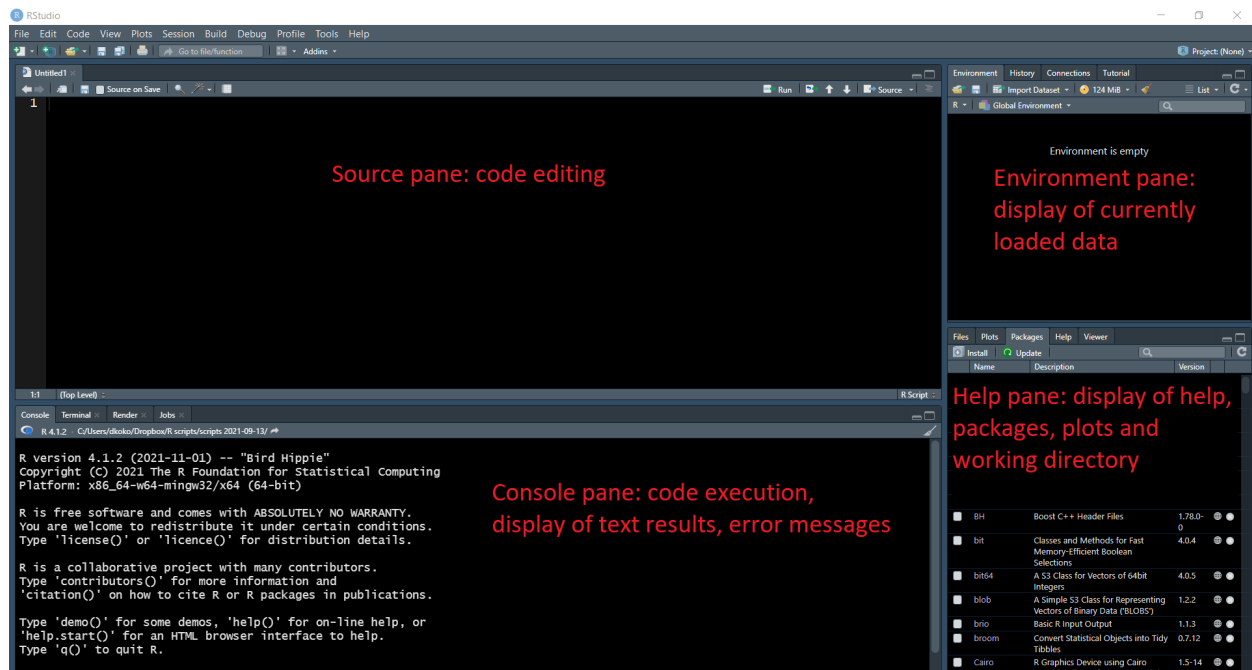 RStudio
File Edit Code View Plots Session Build Debug Profile Tools Help
Go to file/function Addins Project: (None)
Untitled1
Source on Save Run Source
1
Source pane: code editing
1:1 (Top Level) R Script
Console Terminal Render Jobs
R 4.1.2 · C:/Users/dkoko/Dropbox/R scripts/scripts 2021-09-13/
R version 4.1.2 (2021-11-01) -- "Bird Hippie"
Copyright (C) 2021 The R Foundation for Statistical Computing
Platform: x86_64-w64-mingw32/x64 (64-bit)
R is free software and comes with ABSOLUTELY NO WARRANTY.
You are welcome to redistribute it under certain conditions.
Type 'license()' or 'licence()' for distribution details.
R is a collaborative project with many contributors.
Type 'contributors()' for more information and
'citation()' on how to cite R or R packages in publications.
Type 'demo()' for some demos, 'help()' for on-line help, or
'help.start()' for an HTML browser interface to help.
Type 'q()' to quit R.
Console pane: code execution,
display of text results, error messages
Environment History Connections Tutorial
Import Dataset 124 MiB List
R Global Environment
Environment is empty
Environment pane:
display of currently
loaded data
Files Plots Packages Help Viewer
Install Update
Name Description Version
Help pane: display of help,
packages, plots and
working directory
BH Boost C++ Header Files 1.78.0-
0
bit Classes and Methods for Fast 4.0.4
Memory-Efficient Boolean
Selections
bit64 A S3 Class for Vectors of 64bit 4.0.5
Integers
blob A Simple S3 Class for Representing 1.2.2
Vectors of Binary Data ('BLOBS')
brio Basic R Input Output 1.1.3
broom Convert Statistical Objects into Tidy 0.7.12
Tibbles
Cairo R Graphics Device using Cairo 1.5-14